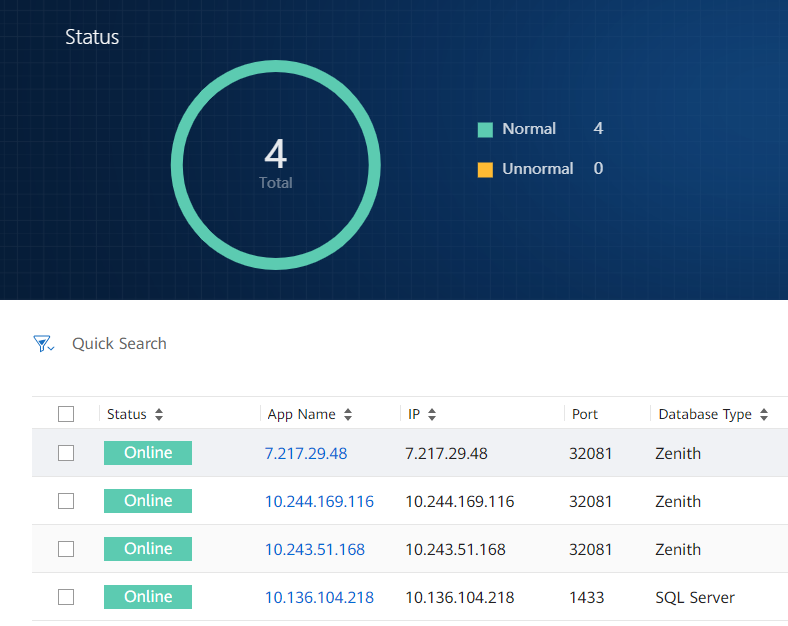 Status
4
Total
Normal 4
Unnormal 0
Quick Search
Status App Name IP Port Database Type
Online 7.217.29.48 7.217.29.48 32081 Zenith
Online 10.244.169.116 10.244.169.116 32081 Zenith
Online 10.243.51.168 10.243.51.168 32081 Zenith
Online 10.136.104.218 10.136.104.218 1433 SQL Server